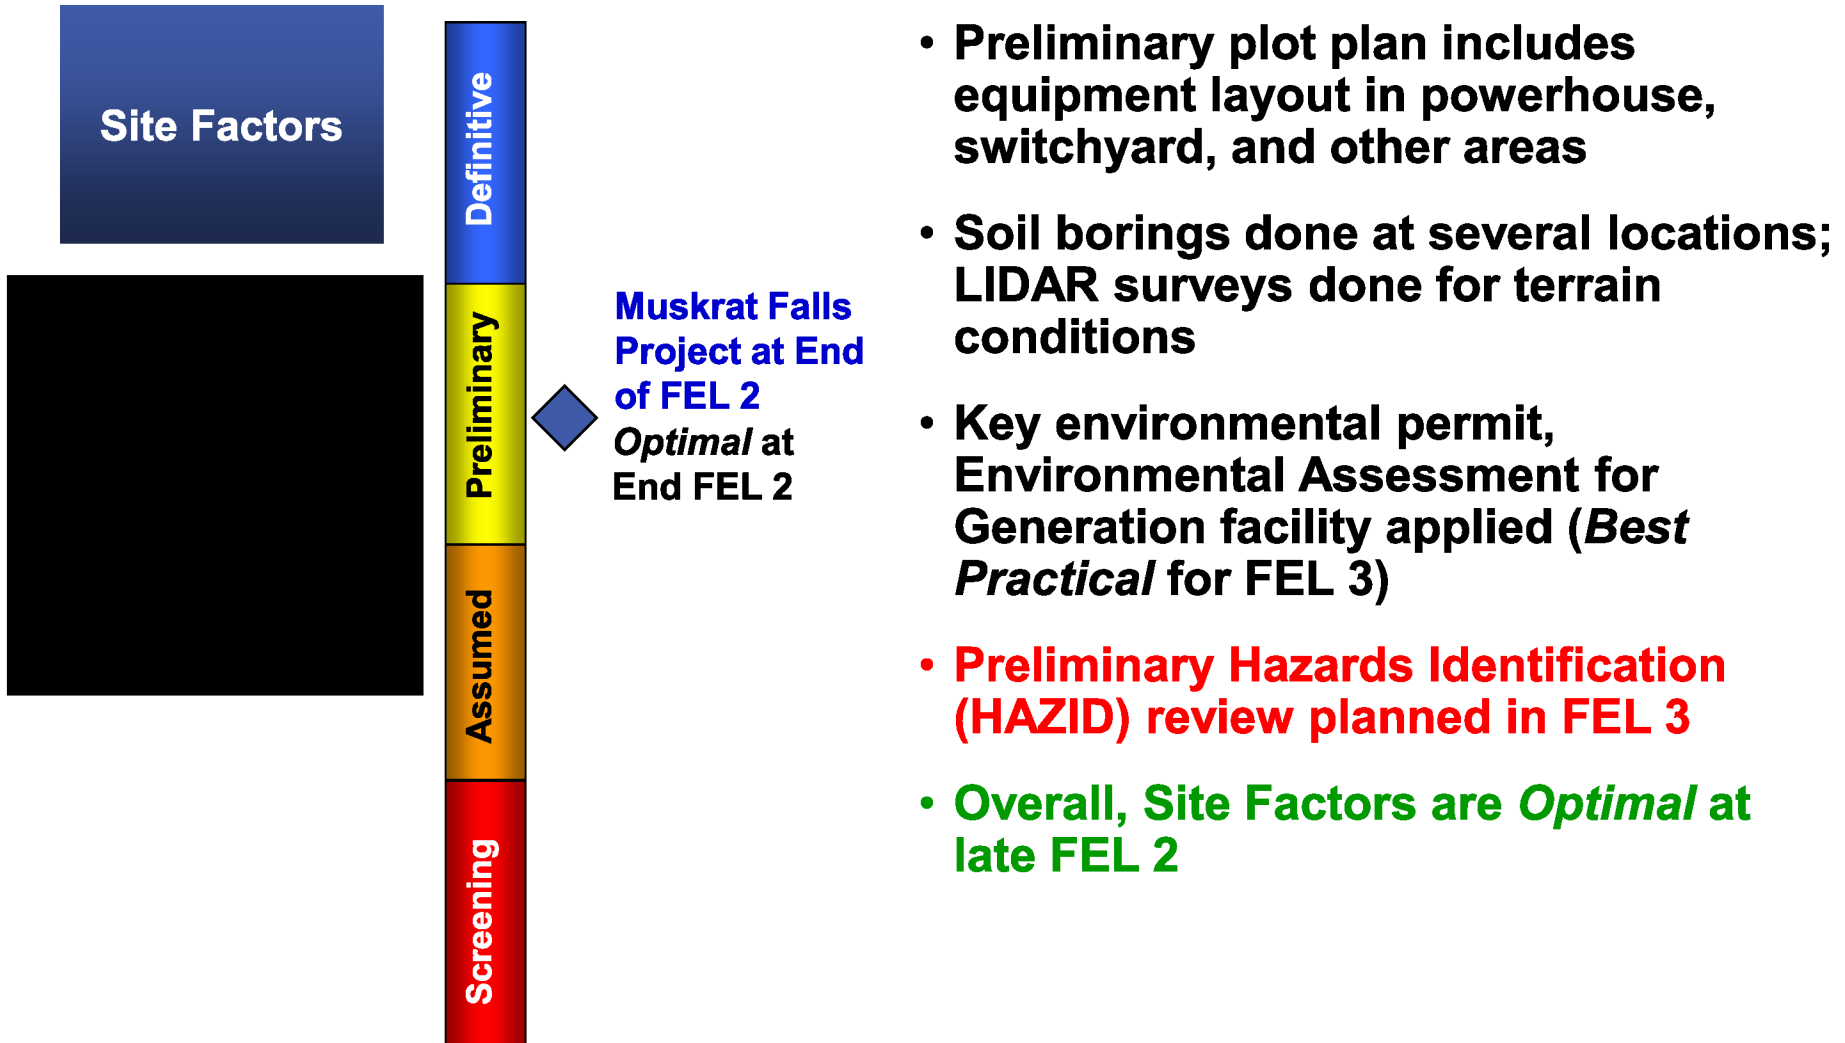 Site Factors
Definitive
Preliminary
Assumed
Screening
Muskrat Falls
Project at End
of FEL 2
Optimal at
End FEL 2
• Preliminary plot plan includes
equipment layout in powerhouse,
switchyard, and other areas
• Soil borings done at several locations;
LIDAR surveys done for terrain
conditions
• Key environmental permit,
Environmental Assessment for
Generation facility applied (Best
Practical for FEL 3)
• Preliminary Hazards Identification
(HAZID) review planned in FEL 3
• Overall, Site Factors are Optimal at
late FEL 2